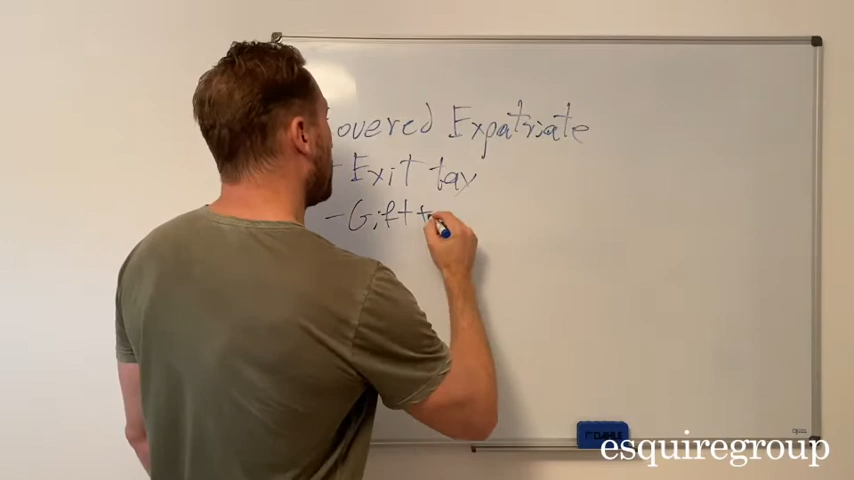 overed Expatriate
- Exit tax
- Gift t
esquiregroup